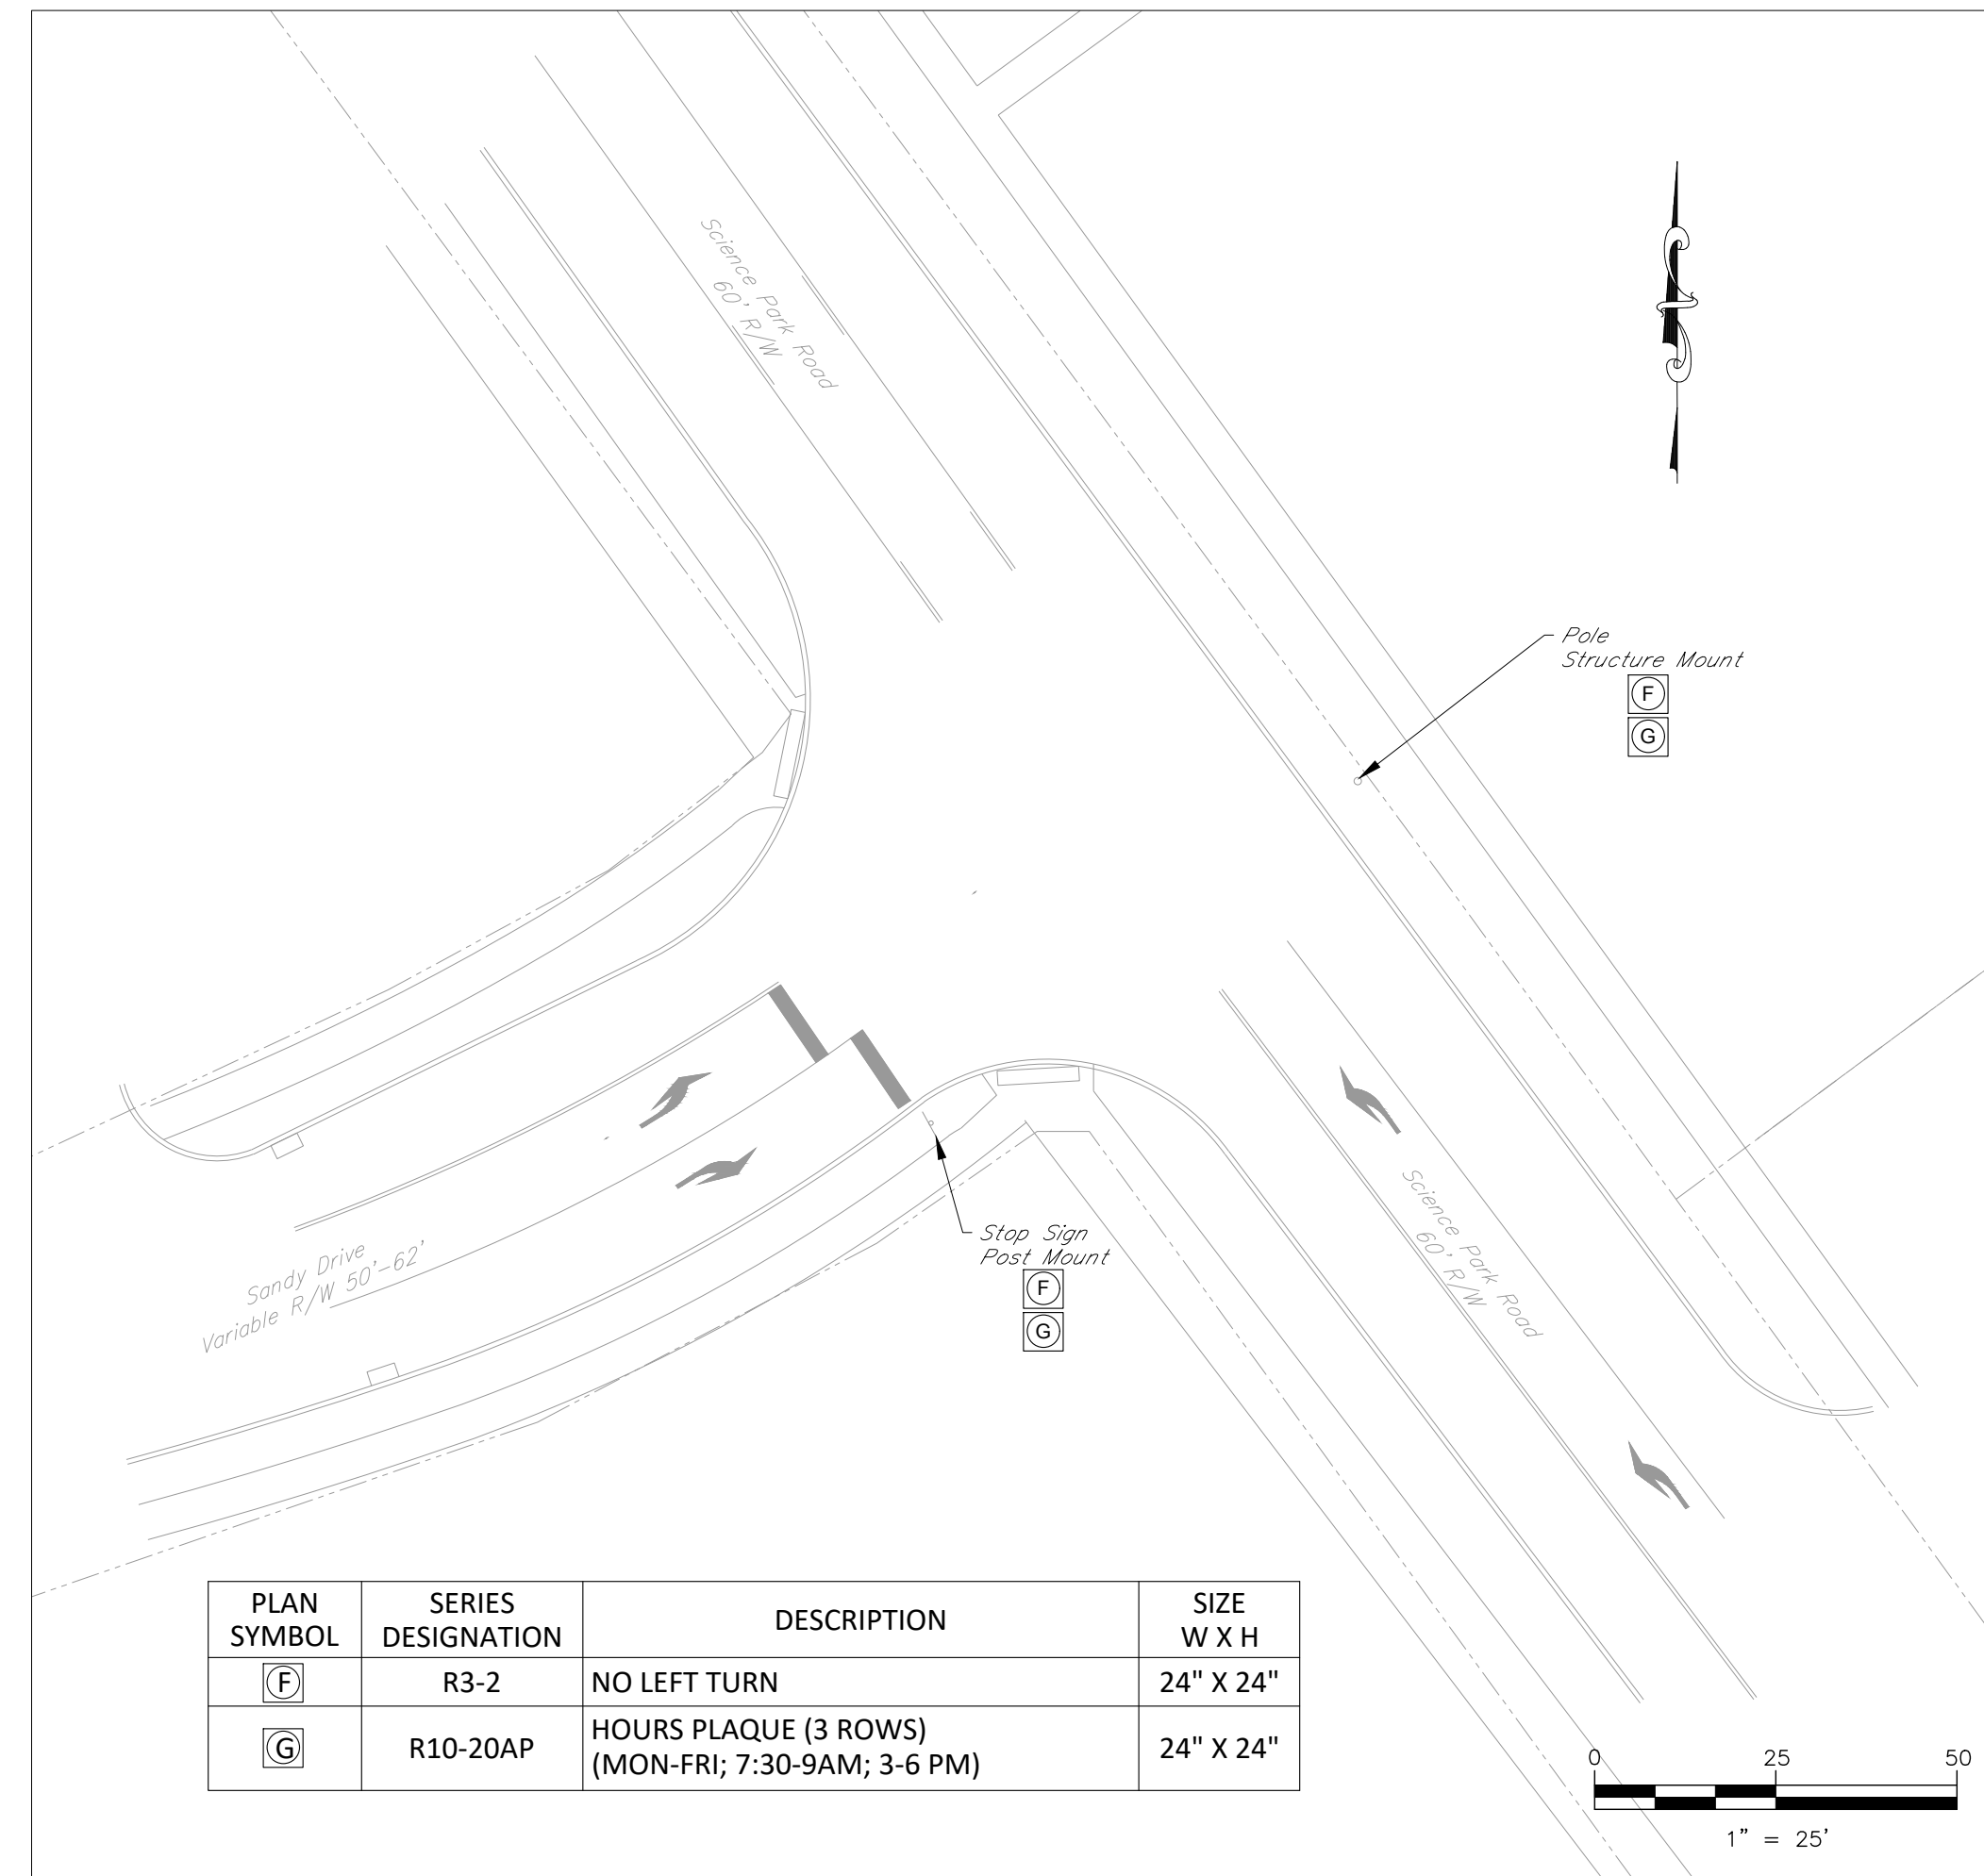 Science Park Road
60' R/W
Pole
Structure Mount
F
G
Stop Sign
Post Mount
F
G
Science Park Road
60' R/W
Sandy Drive
Variable R/W 50'-62'
PLAN SYMBOL
SERIES DESIGNATION
DESCRIPTION
SIZE W X H
F
R3-2
NO LEFT TURN
24" X 24"
G
R10-20AP
HOURS PLAQUE (3 ROWS)
(MON-FRI; 7:30-9AM; 3-6 PM)
24" X 24"
0 25 50
1" = 25'